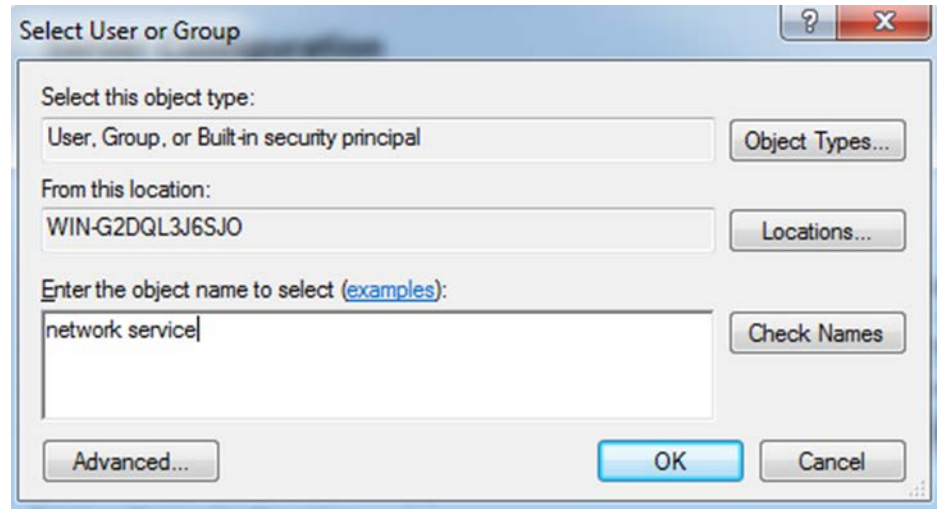 Select User or Group
Select this object type:
User, Group, or Built-in security principal
Object Types...
From this location:
WIN-G2DQL3J6SJO
Locations...
Enter the object name to select (examples):
network service
Check Names
Advanced...
OK
Cancel